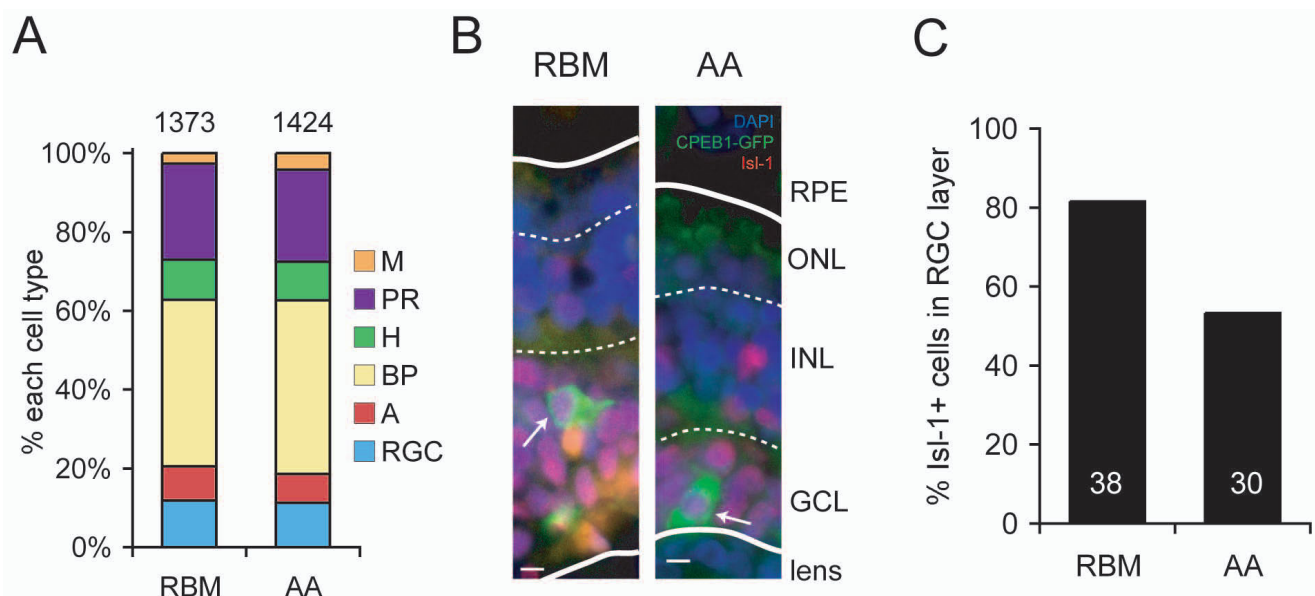 A
% each cell type
1373 1424
100%
80%
60%
40%
20%
0%
RBM AA
M
PR
H
BP
A
RGC
B
RBM AA
DAPI
CPEB1-GFP
Isl-1
RPE
ONL
INL
GCL
lens
C
% Isl-1+ cells in RGC layer
100
80
60
40
20
0
38 30
RBM AA